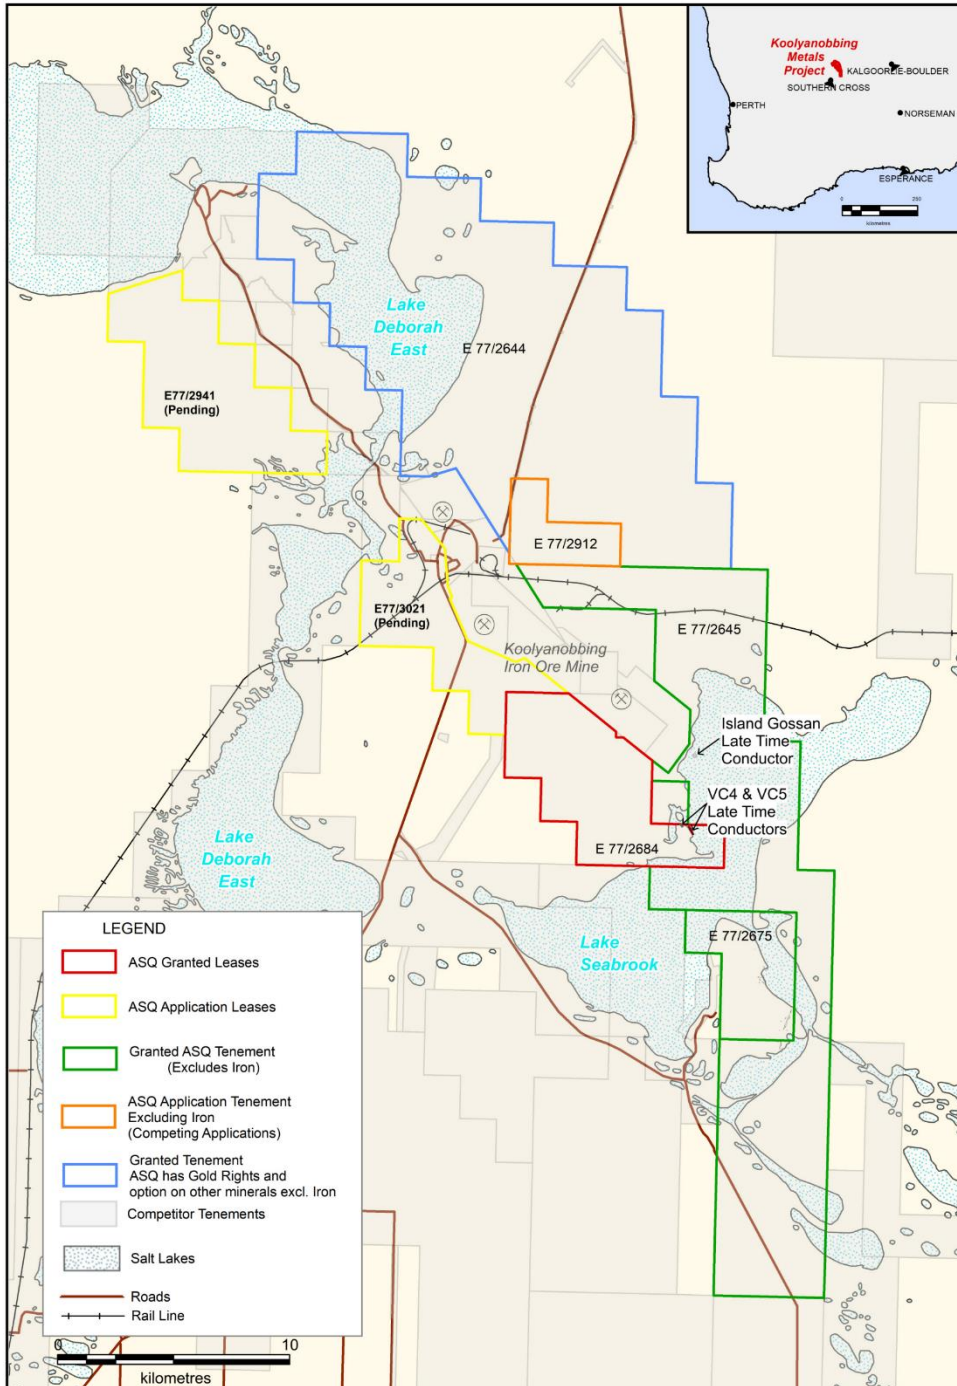 Koolyanobbing
Metals
Project
KALGOORLIE-BOULDER
SOUTHERN CROSS
PERTH
NORSEMAN
ESPERANCE
0
250
kilometres
Lake
Deborah
East
E 77/2644
E77/2941
(Pending)
E 77/2912
E77/3021
(Pending)
E 77/2645
Koolyanobbing
Iron Ore Mine
Island Gossan
Late Time
Conductor
VC4 & VC5
Late Time
Conductors
E 77/2684
Lake
Deborah
East
E 77/2675
Lake
Seabrook
LEGEND
ASQ Granted Leases
ASQ Application Leases
Granted ASQ Tenement
(Excludes Iron)
ASQ Application Tenement
Excluding Iron
(Competing Applications)
Granted Tenement
ASQ has Gold Rights and
option on other minerals excl. Iron
Competitor Tenements
Salt Lakes
Roads
Rail Line
0
10
kilometres